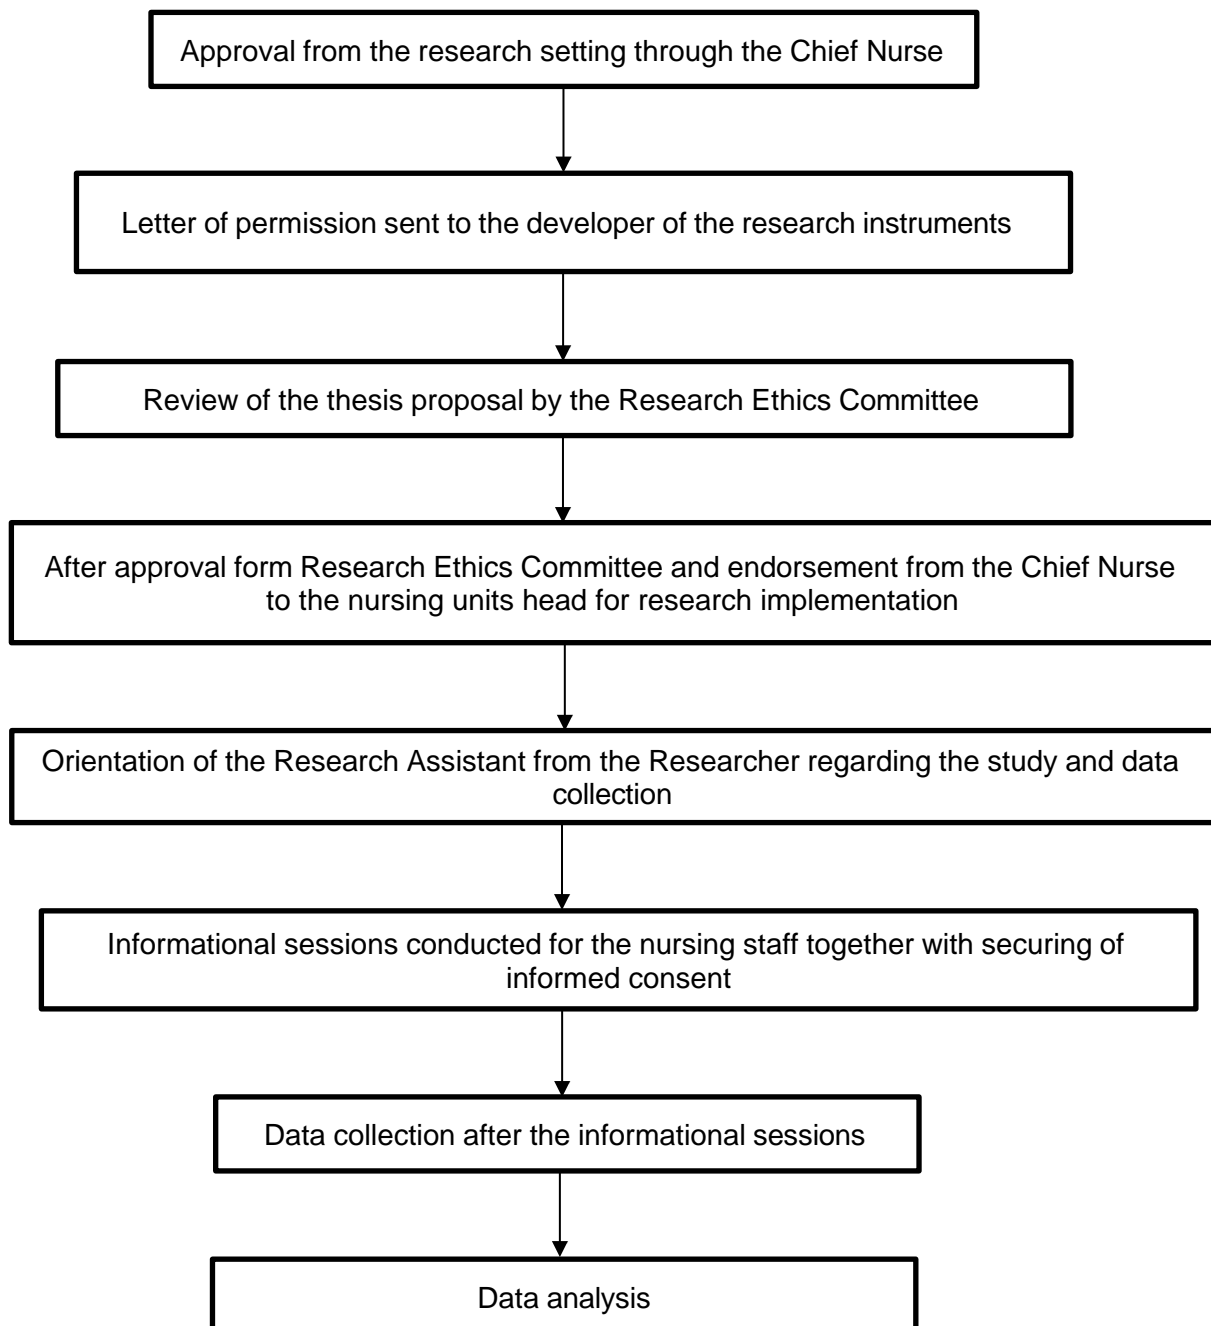 Approval from the research setting through the Chief Nurse
Letter of permission sent to the developer of the research instruments
Review of the thesis proposal by the Research Ethics Committee
After approval form Research Ethics Committee and endorsement from the Chief Nurse
to the nursing units head for research implementation
Orientation of the Research Assistant from the Researcher regarding the study and data
collection
Informational sessions conducted for the nursing staff together with securing of
informed consent
Data collection after the informational sessions
Data analysis